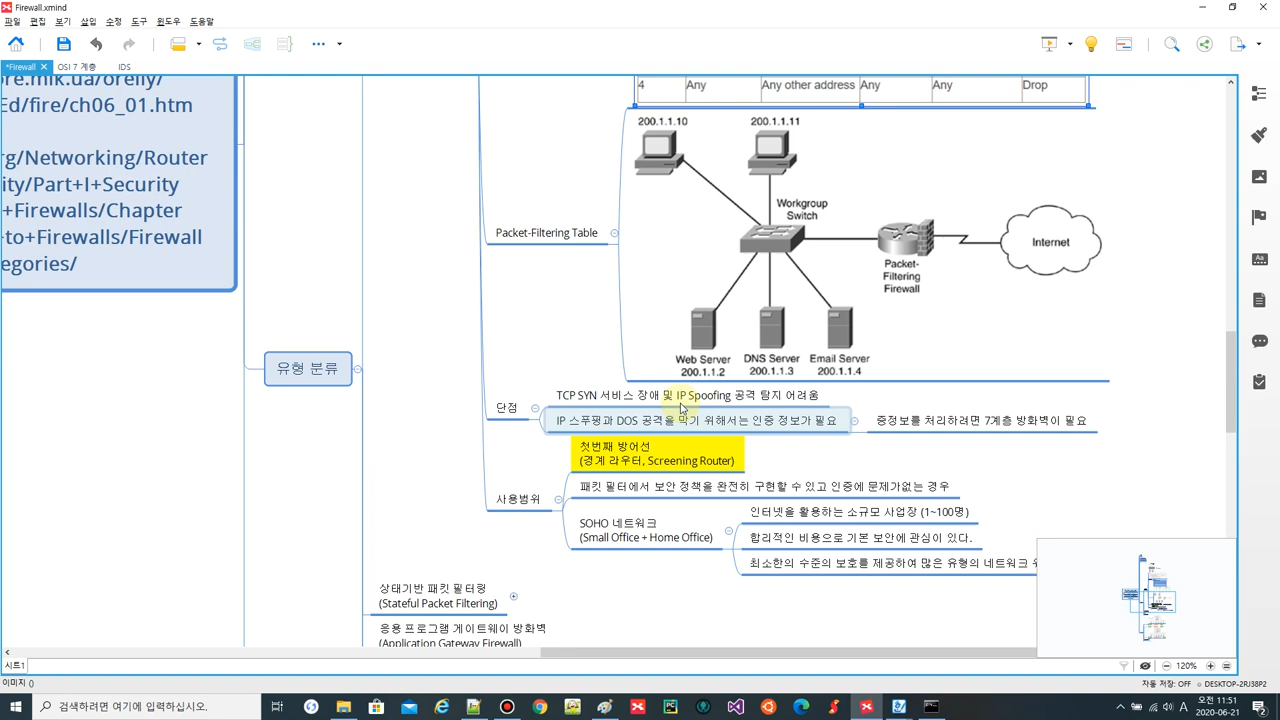 Firewall.xmind
파일 편집 보기 삽입 수정 도구 윈도우 도움말
*Firewall OSI 7 계층 IDS
ore.mik.ua/orelly/
Ed/fire/ch06_01.htm
rg/Networking/Router
ity/Part+I+Security
+Firewalls/Chapter
-to+Firewalls/Firewall
egories/
유형 분류
4 Any Any other address Any Any Drop
200.1.1.10 200.1.1.11
Workgroup
Switch
Packet-
Filtering
Firewall
Internet
Web Server
200.1.1.2
DNS Server
200.1.1.3
Email Server
200.1.1.4
Packet-Filtering Table
단점
TCP SYN 서비스 장애 및 IP Spoofing 공격 탐지 어려움
IP 스푸핑과 DOS 공격을 막기 위해서는 인증 정보가 필요
증정보를 처리하려면 7계층 방화벽이 필요
사용범위
첫번째 방어선
(경계 라우터, Screening Router)
패킷 필터에서 보안 정책을 완전히 구현할 수 있고 인증에 문제가없는 경우
SOHO 네트워크
(Small Office + Home Office)
인터넷을 활용하는 소규모 사업장 (1~100명)
합리적인 비용으로 기본 보안에 관심이 있다.
최소한의 수준의 보호를 제공하여 많은 유형의 네트워크
상태기반 패킷 필터링
(Stateful Packet Filtering)
응용 프로그램 게이트웨이 방화벽
(Application Gateway Firewall)
시트1
120%
이미지 ()
자동 저장: OFF
DESKTOP-2RJ38P2
검색하려면 여기에 입력하십시오.
A 오전 11:51
2020-06-21